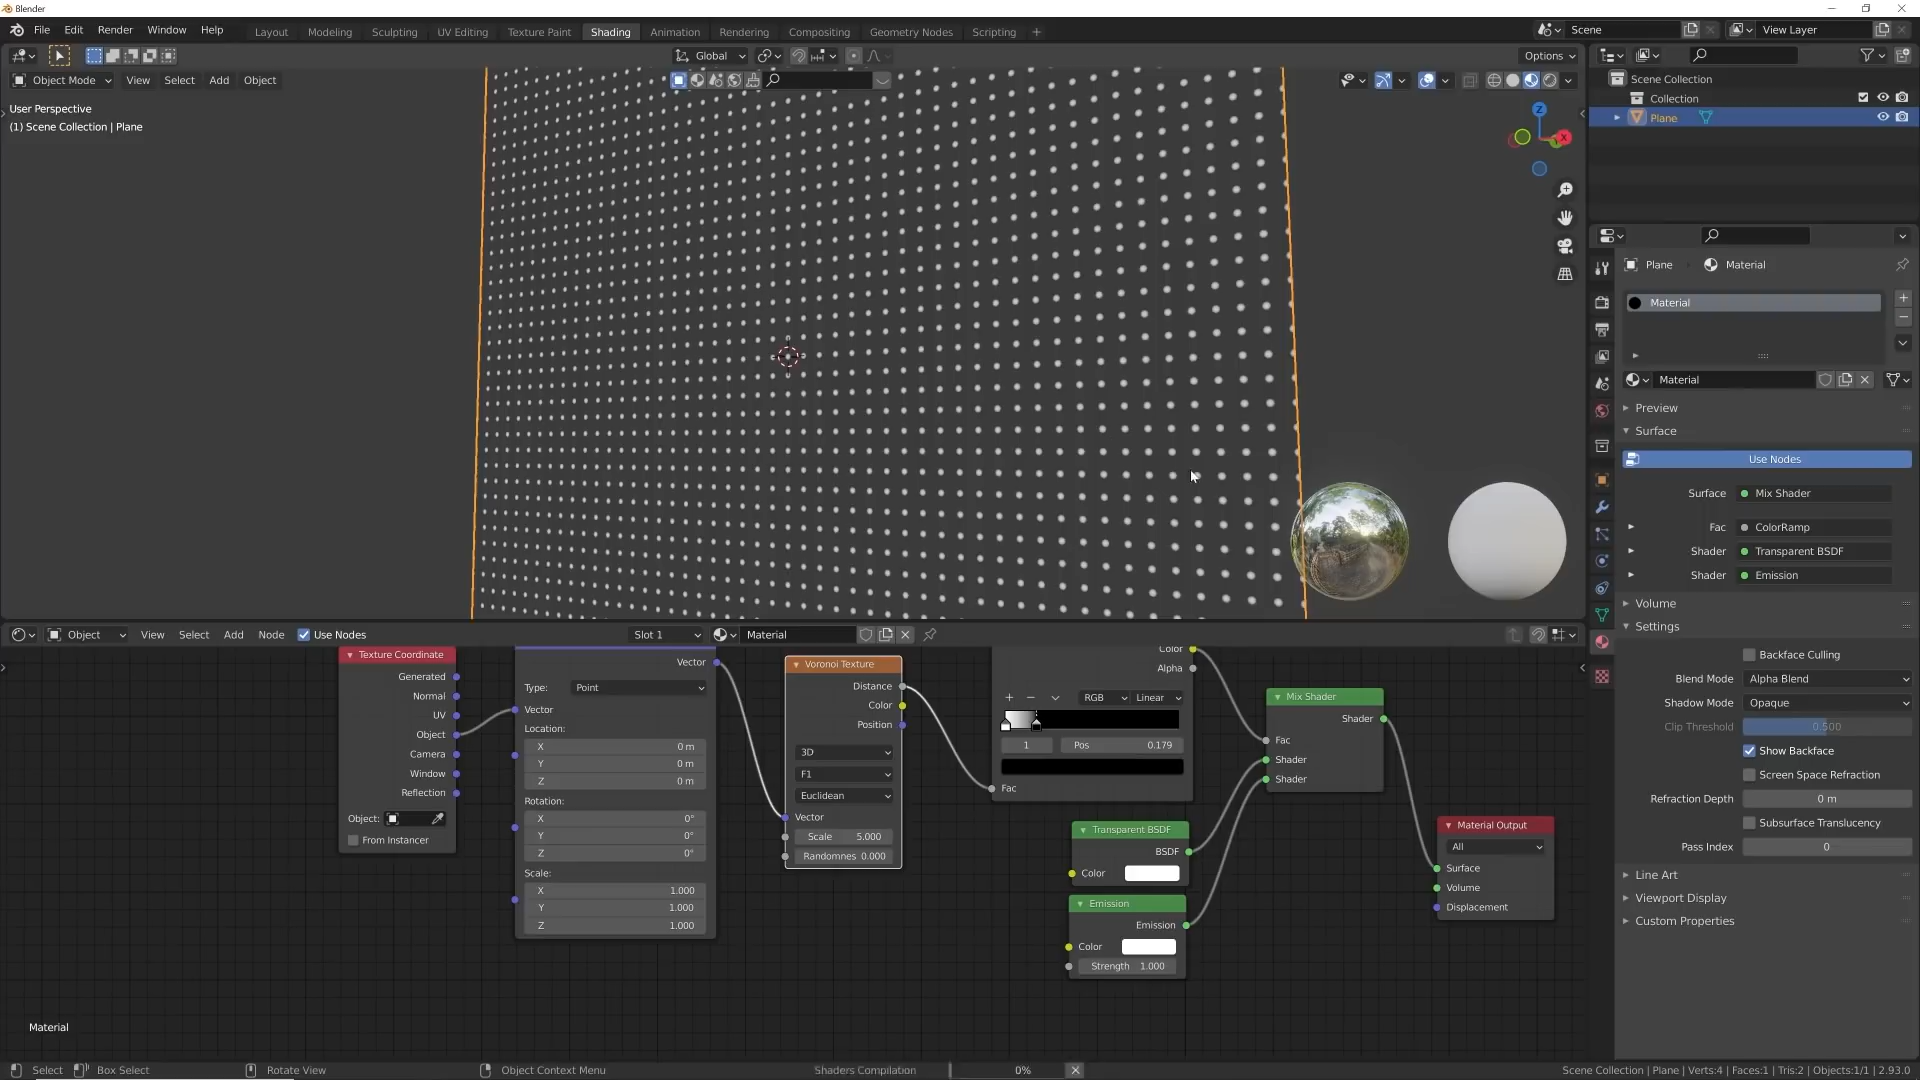 Blender
File Edit Render Window Help
Layout Modeling Sculpting UV Editing Texture Paint Shading Animation Rendering Compositing Geometry Nodes Scripting +
Scene
View Layer
Global
Options
Object Mode View Select Add Object
User Perspective
(1) Scene Collection | Plane
Z
X
Scene Collection
Collection
Plane
Plane Material
Material
Material
Preview
Surface
Use Nodes
Surface Mix Shader
Fac ColorRamp
Shader Transparent BSDF
Shader Emission
Volume
Settings
Backface Culling
Blend Mode Alpha Blend
Shadow Mode Opaque
Clip Threshold 0.500
Show Backface
Screen Space Refraction
Refraction Depth 0 m
Subsurface Translucency
Pass Index 0
Line Art
Viewport Display
Custom Properties
Object View Select Add Node Use Nodes Slot 1 Material
Texture Coordinate
Generated
Normal
UV
Object
Camera
Window
Reflection
Object:
From Instancer
Vector
Type: Point
Vector
Location:
X 0 m
Y 0 m
Z 0 m
Rotation:
X 0°
Y 0°
Z 0°
Scale:
X 1.000
Y 1.000
Z 1.000
Voronoi Texture
Distance
Color
Position
3D
F1
Euclidean
Vector
Scale 5.000
Randomnes 0.000
Color
Alpha
RGB Linear
1 Pos 0.179
Fac
Transparent BSDF
BSDF
Color
Emission
Emission
Color
Strength 1.000
Mix Shader
Shader
Fac
Shader
Shader
Material Output
All
Surface
Volume
Displacement
Material
Select Box Select Rotate View Object Context Menu Shaders Compilation 0% Scene Collection | Plane | Verts:4 | Faces:1 | Tris:2 | Objects:1/1 | 2.93.0